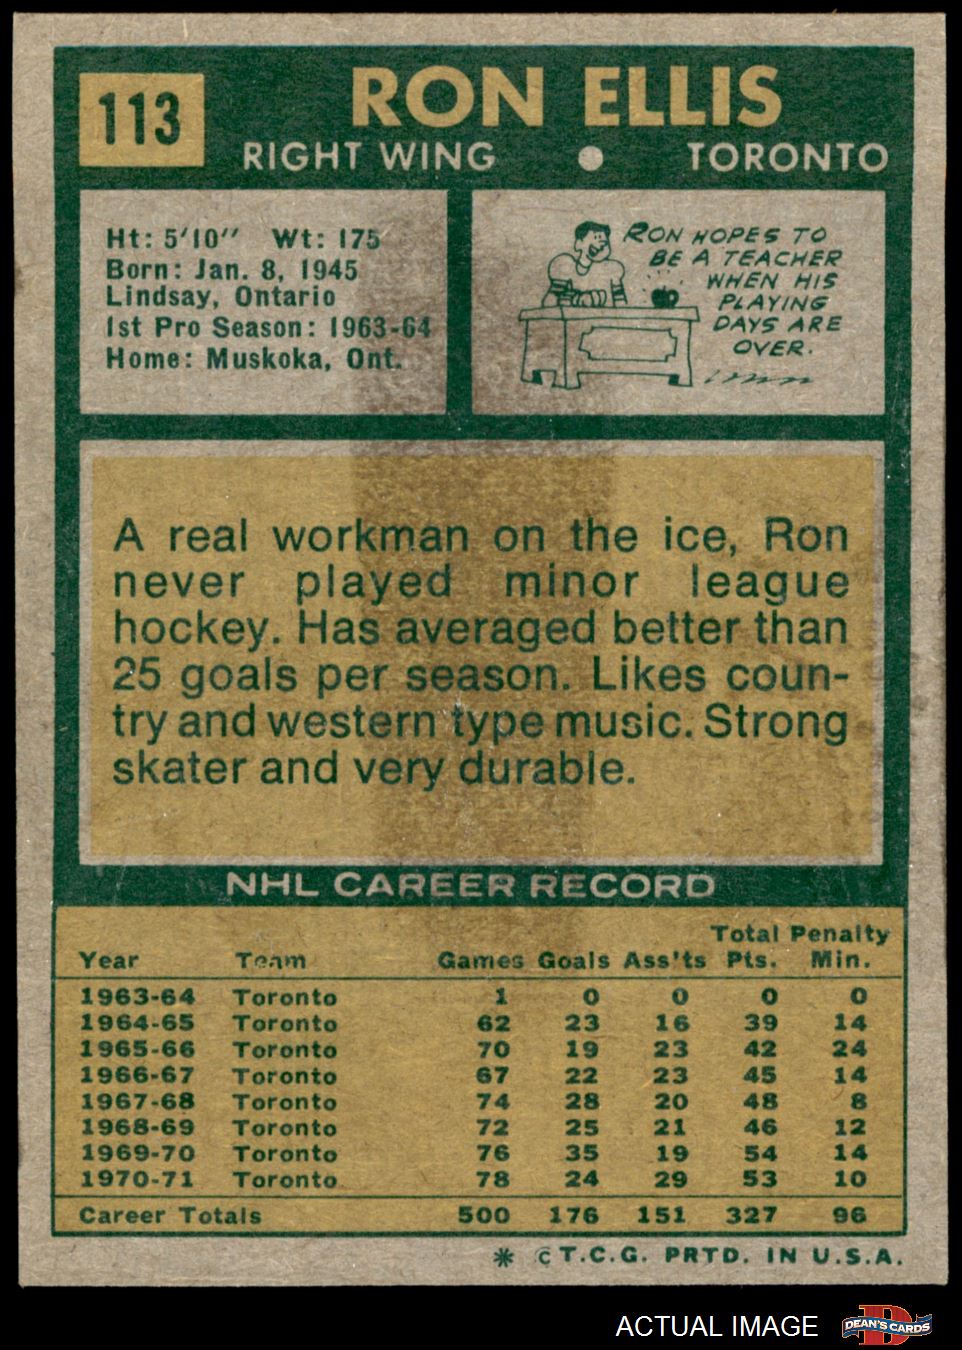 113
RON ELLIS
RIGHT WING • TORONTO
Ht: 5'10" Wt: 175
Born: Jan. 8, 1945
Lindsay, Ontario
1st Pro Season: 1963-64
Home: Muskoka, Ont.
RON HOPES TO
BE A TEACHER
WHEN HIS
PLAYING
DAYS ARE
OVER.
A real workman on the ice, Ron
never played minor league
hockey. Has averaged better than
25 goals per season. Likes coun-
try and western type music. Strong
skater and very durable.
NHL CAREER RECORD
Total Penalty
Year Team Games Goals Ass'ts Pts. Min.
1963-64 Toronto 1 0 0 0 0
1964-65 Toronto 62 23 16 39 14
1965-66 Toronto 70 19 23 42 24
1966-67 Toronto 67 22 23 45 14
1967-68 Toronto 74 28 20 48 8
1968-69 Toronto 72 25 21 46 12
1969-70 Toronto 76 35 19 54 14
1970-71 Toronto 78 24 29 53 10
Career Totals 500 176 151 327 96
* © T.C.G. PRTD. IN U.S.A.
ACTUAL IMAGE
DEAN'S CARDS